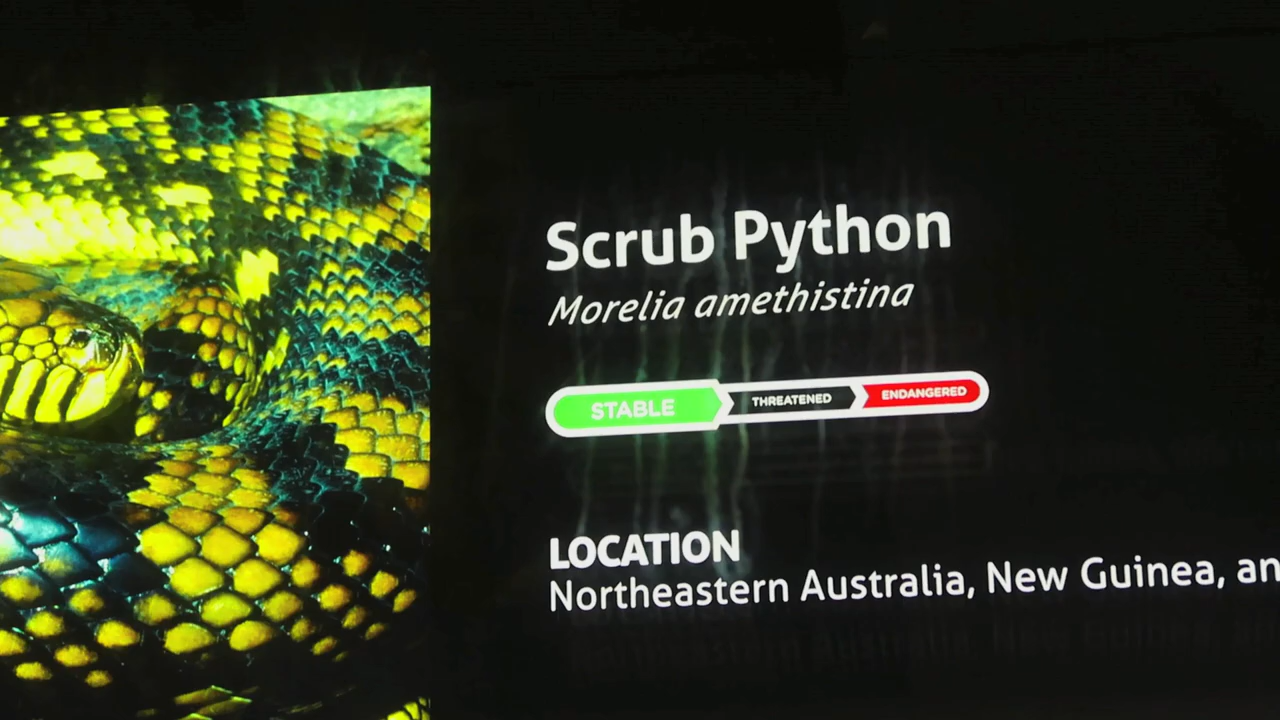 Scrub Python
Morelia amethistina
STABLE THREATENED ENDANGERED
LOCATION
Northeastern Australia, New Guinea, an